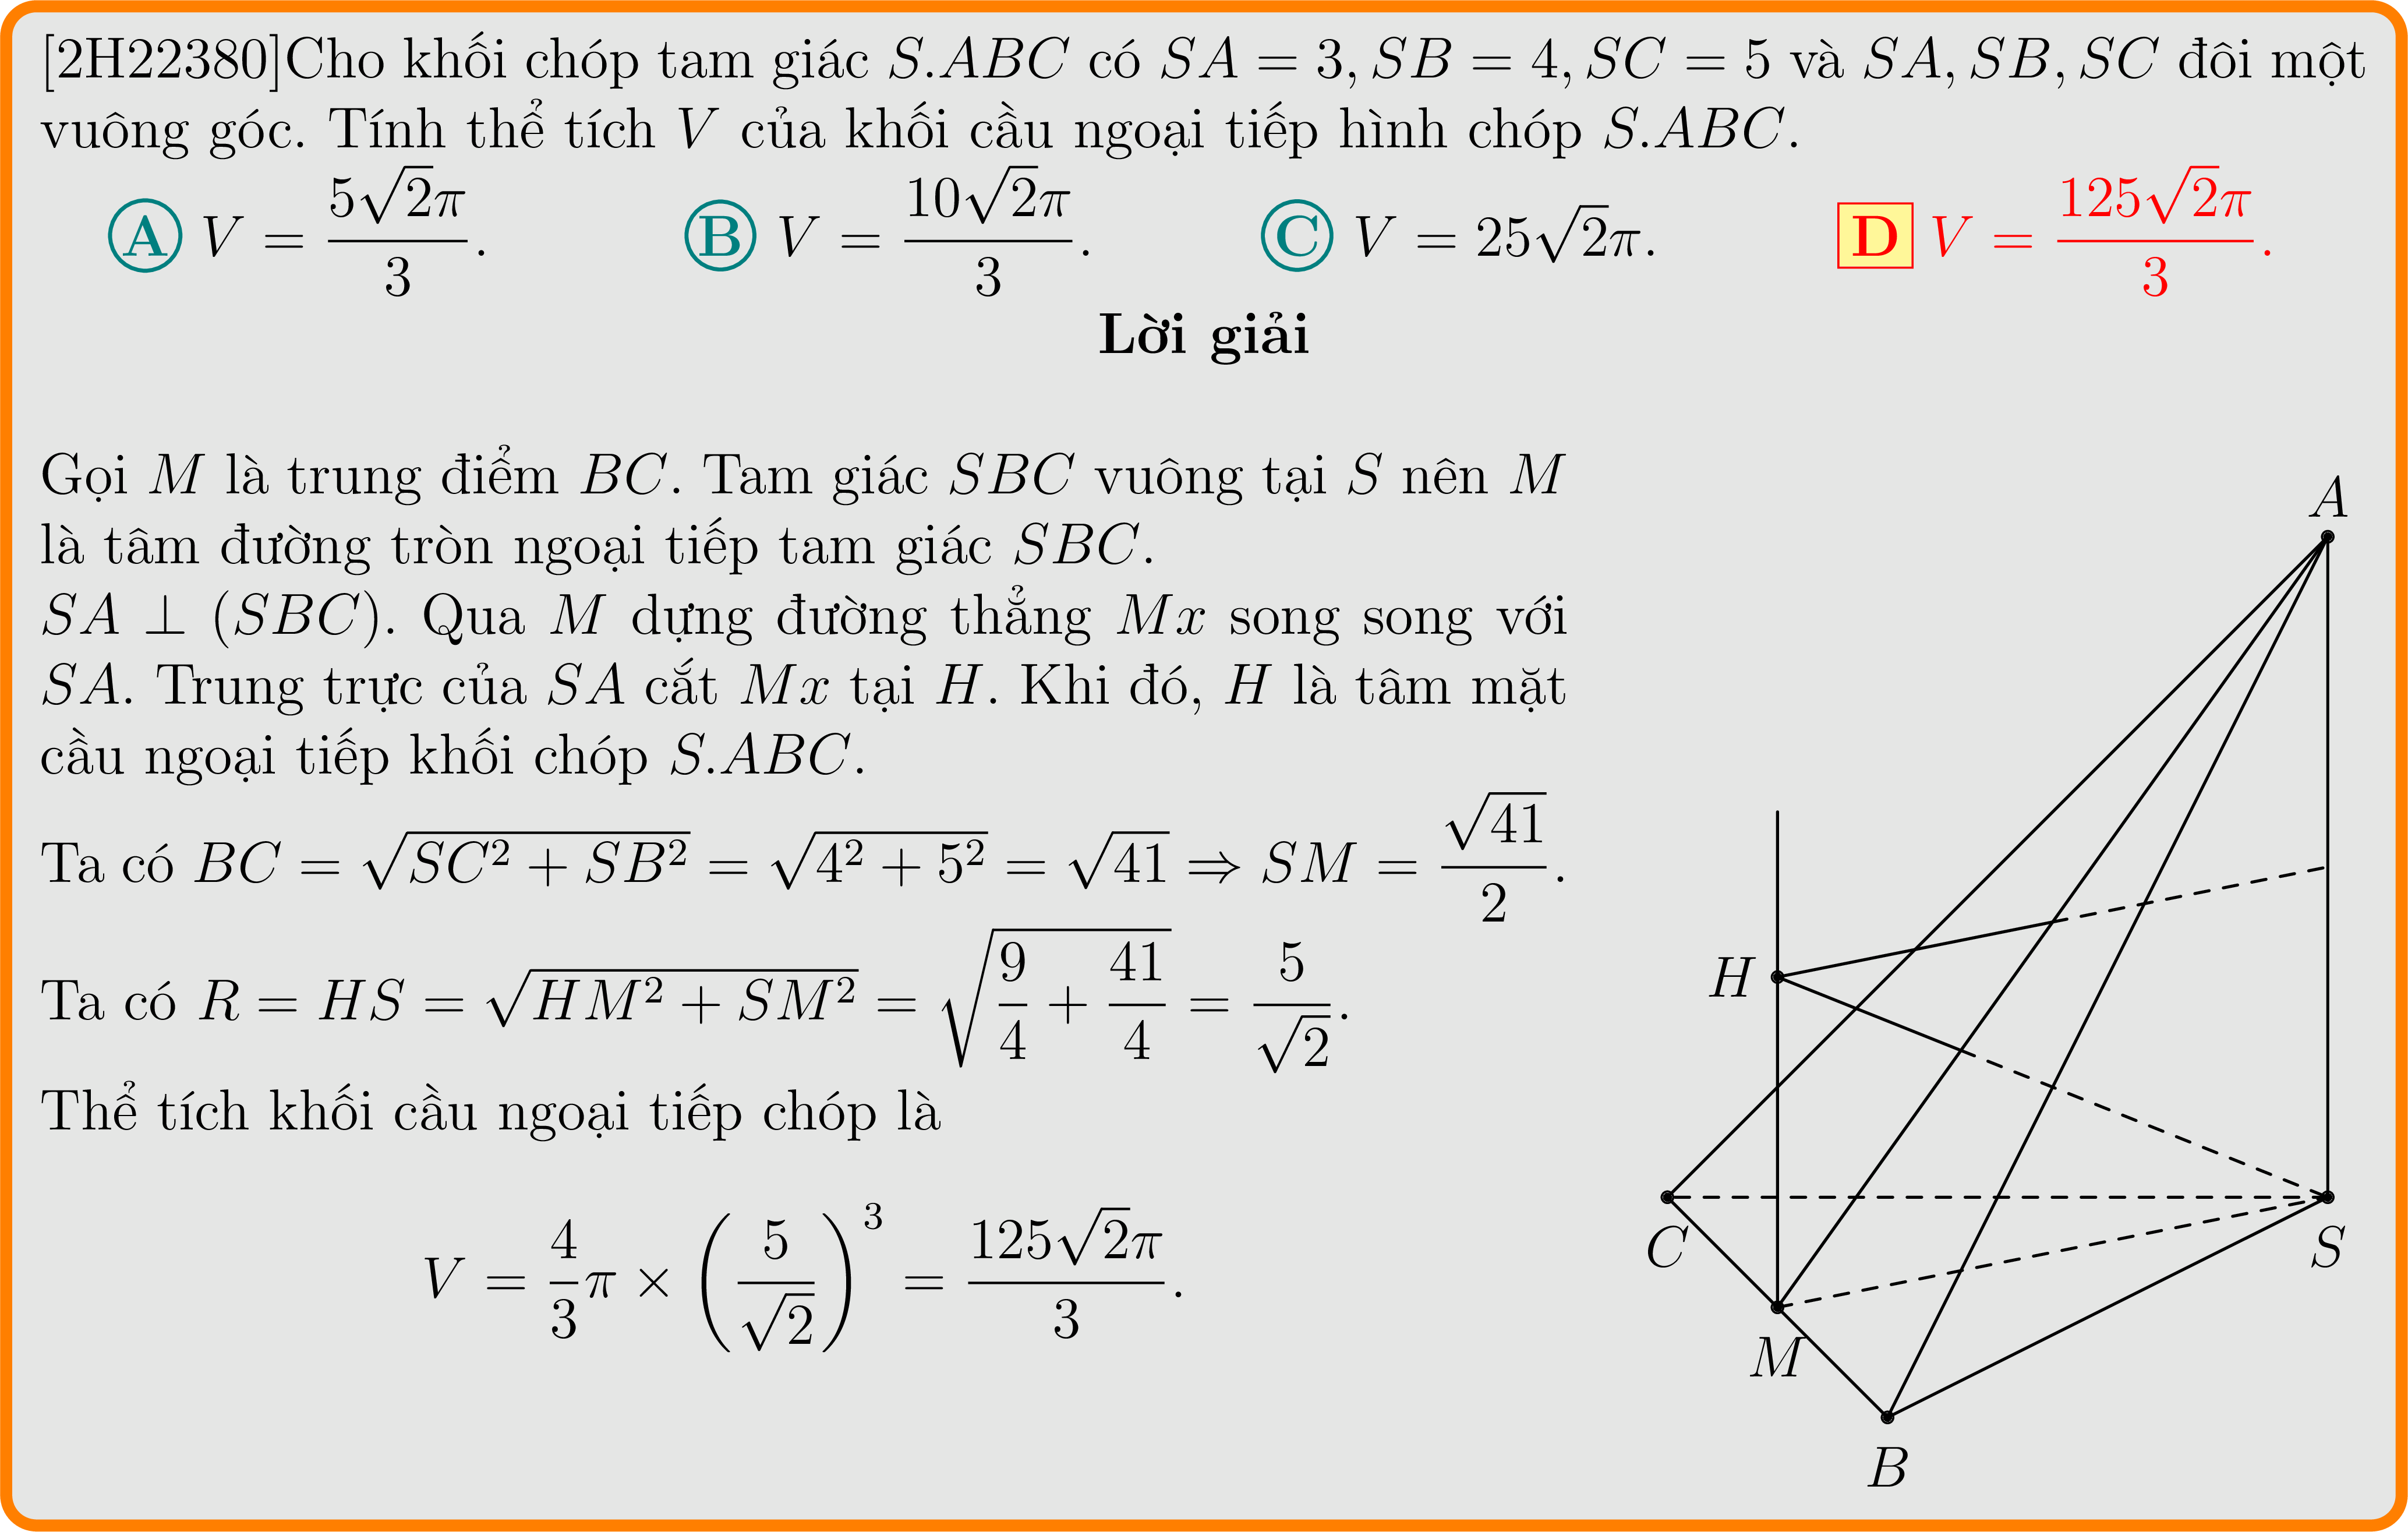 [2H22380]Cho khối chóp tam giác S.ABC có SA = 3, SB = 4, SC = 5 và SA, SB, SC đôi một
vuông góc. Tính thể tích V của khối cầu ngoại tiếp hình chóp S.ABC.
A V = \frac{5\sqrt{2}\pi}{3}. B V = \frac{10\sqrt{2}\pi}{3}. C V = 25\sqrt{2}\pi. D V = \frac{125\sqrt{2}\pi}{3}.
Lời giải
Gọi M là trung điểm BC. Tam giác SBC vuông tại S nên M
là tâm đường tròn ngoại tiếp tam giác SBC.
SA ⊥ (SBC). Qua M dựng đường thẳng Mx song song với
SA. Trung trực của SA cắt Mx tại H. Khi đó, H là tâm mặt
cầu ngoại tiếp khối chóp S.ABC.
Ta có BC = \sqrt{SC^2 + SB^2} = \sqrt{4^2 + 5^2} = \sqrt{41} ⇒ SM = \frac{\sqrt{41}}{2}.
Ta có R = HS = \sqrt{HM^2 + SM^2} = \sqrt{\frac{9}{4} + \frac{41}{4}} = \frac{5}{\sqrt{2}}.
Thể tích khối cầu ngoại tiếp chóp là
V = \frac{4}{3}\pi × \left(\frac{5}{\sqrt{2}}\right)^3 = \frac{125\sqrt{2}\pi}{3}.
A
H
C
S
M
B